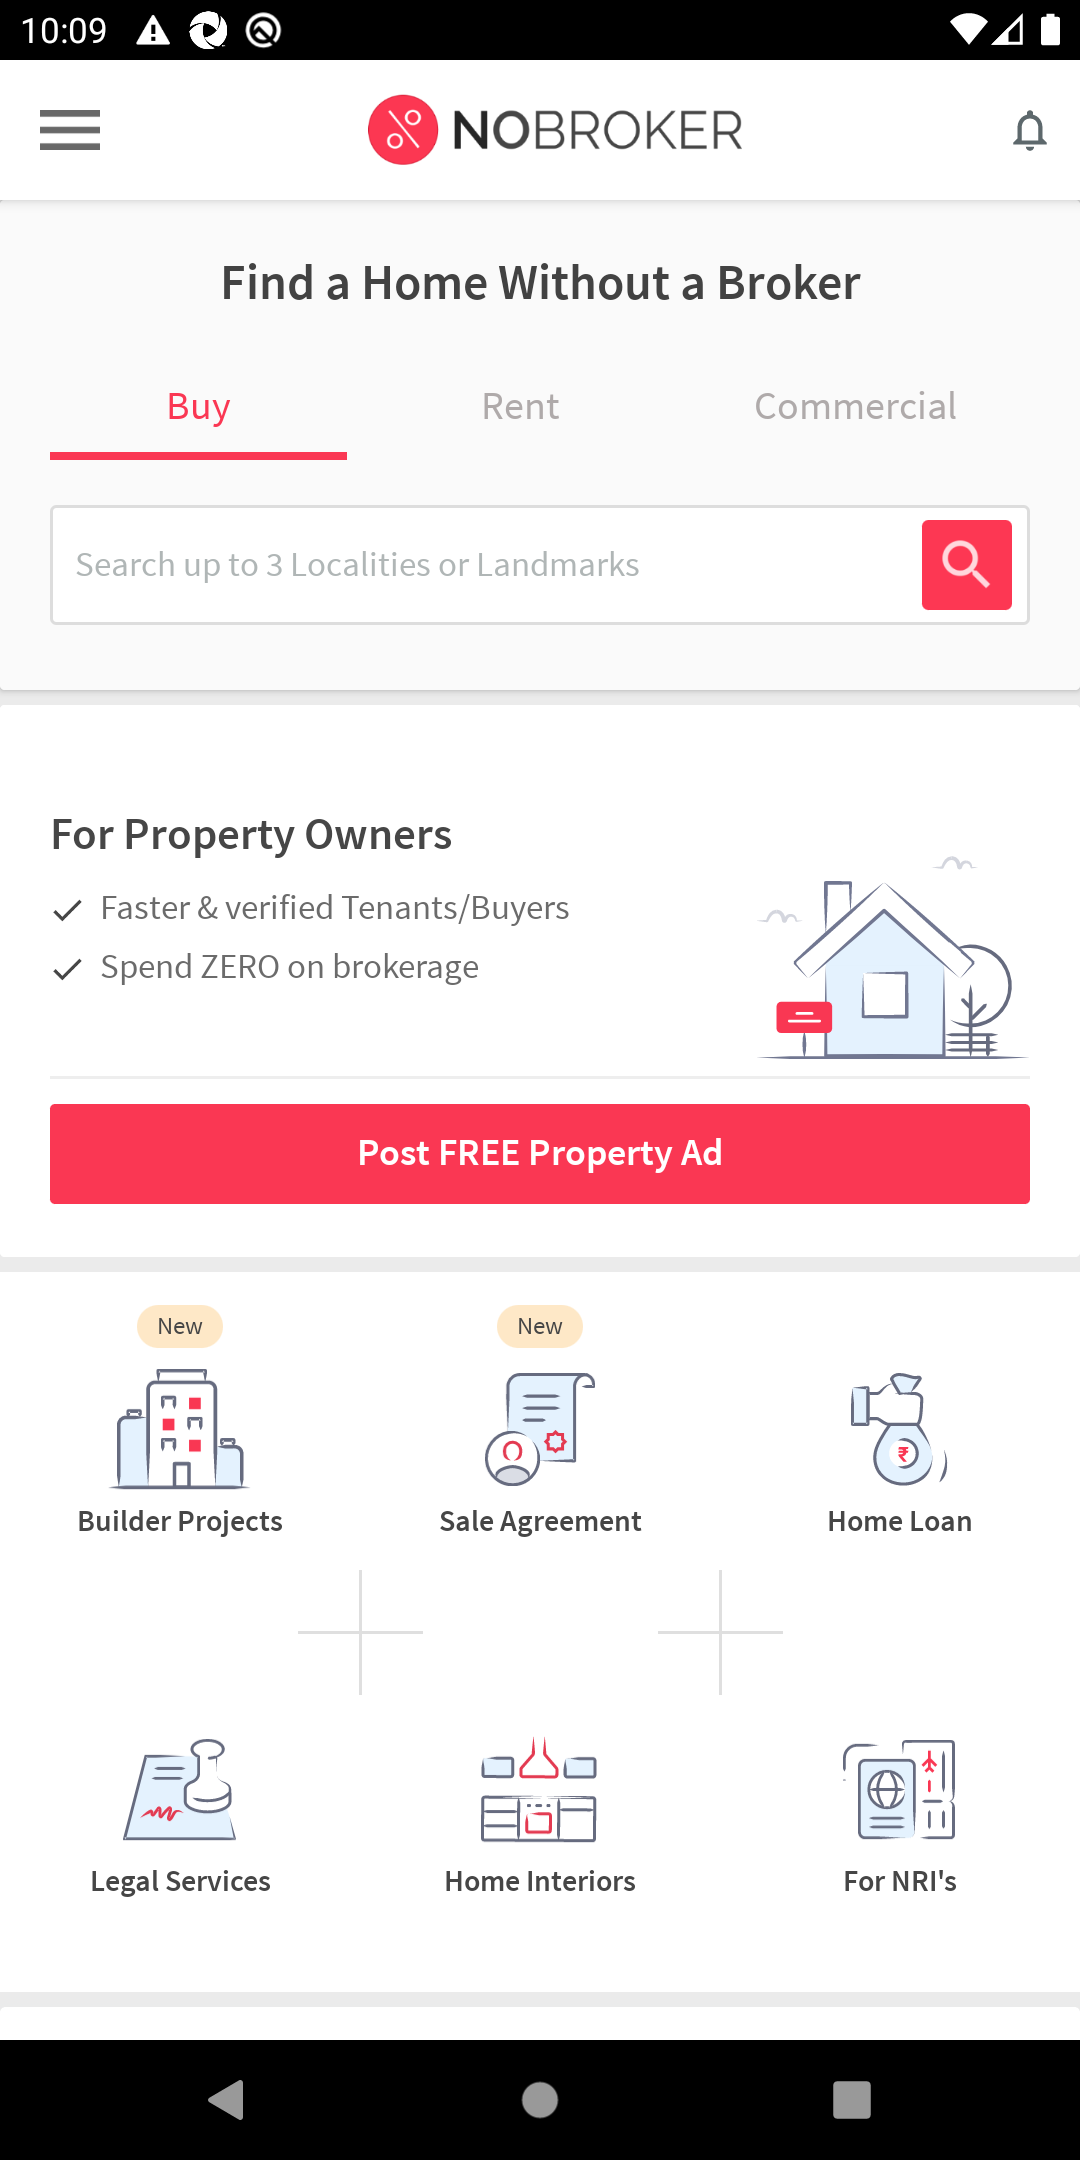 10:09
NOBROKER
Find a Home Without a Broker
Buy Rent Commercial
Search up to 3 Localities or Landmarks
For Property Owners
Faster & verified Tenants/Buyers
Spend ZERO on brokerage
Post FREE Property Ad
New New
Builder Projects Sale Agreement Home Loan
Legal Services Home Interiors For NRI's